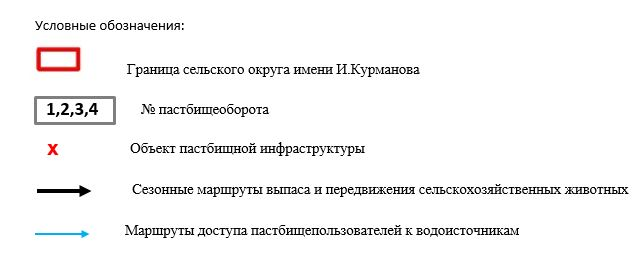 Условные обозначения:
Граница сельского округа имени И.Курманова
1,2,3,4 № пастбищеоборота
х Объект пастбищной инфраструктуры
Сезонные маршруты выпаса и передвижения сельскохозяйственных животных
Маршруты доступа пастбищепользователей к водоисточникам